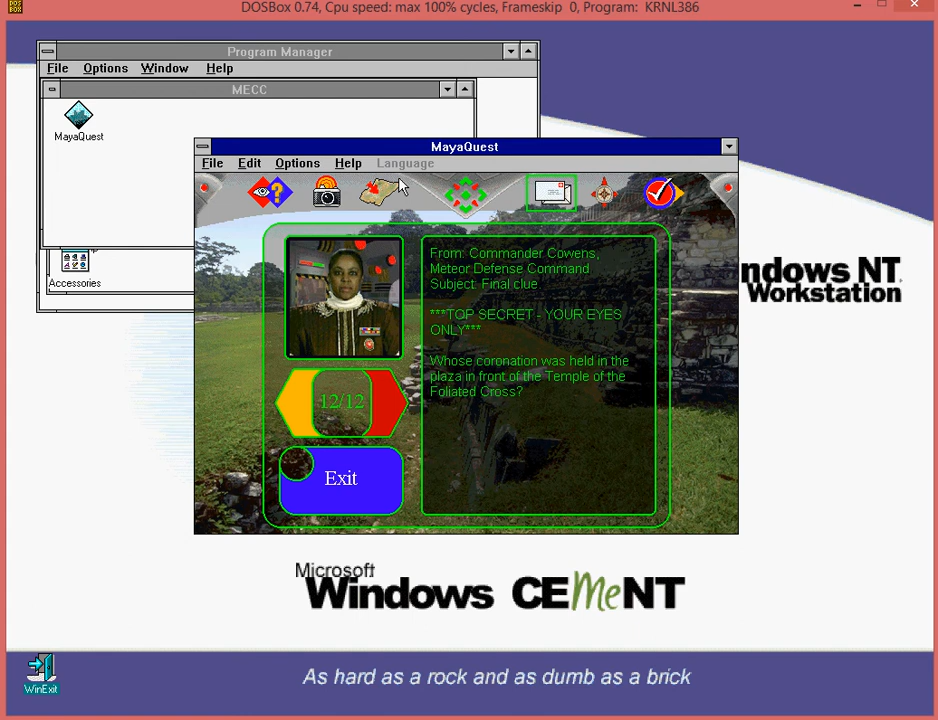 DOSBox 0.74, Cpu speed: max 100% cycles, Frameskip 0, Program: KRNL386
Program Manager
File Options Window Help
MECC
MayaQuest
MayaQuest
File Edit Options Help Language
From: Commander Cowens,
Meteor Defense Command
Subject: Final clue.
***TOP SECRET - YOUR EYES
ONLY***
Whose coronation was held in the
plaza in front of the Temple of the
Foliated Cross?
12/12
Exit
Accessories
ndows NT
Workstation
Microsoft
Windows CEMeNT
WinExit
As hard as a rock and as dumb as a brick